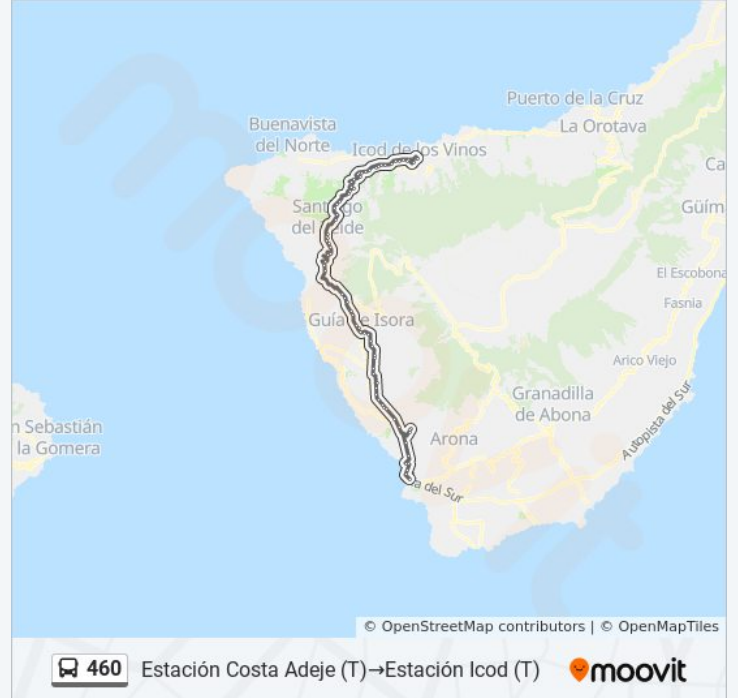 Puerto de la Cruz
La Orotava
Buenavista
del Norte
Icod de los Vinos
Ca
Güím
Santiago
del Teide
El Escobona
Fasnia
Guía de Isora
Arico Viejo
Granadilla
de Abona
n Sebastián
la Gomera
Arona
Autopista del Sur
a del Sur
© OpenStreetMap contributors | © OpenMapTiles
460 Estación Costa Adeje (T)→Estación Icod (T) moovit